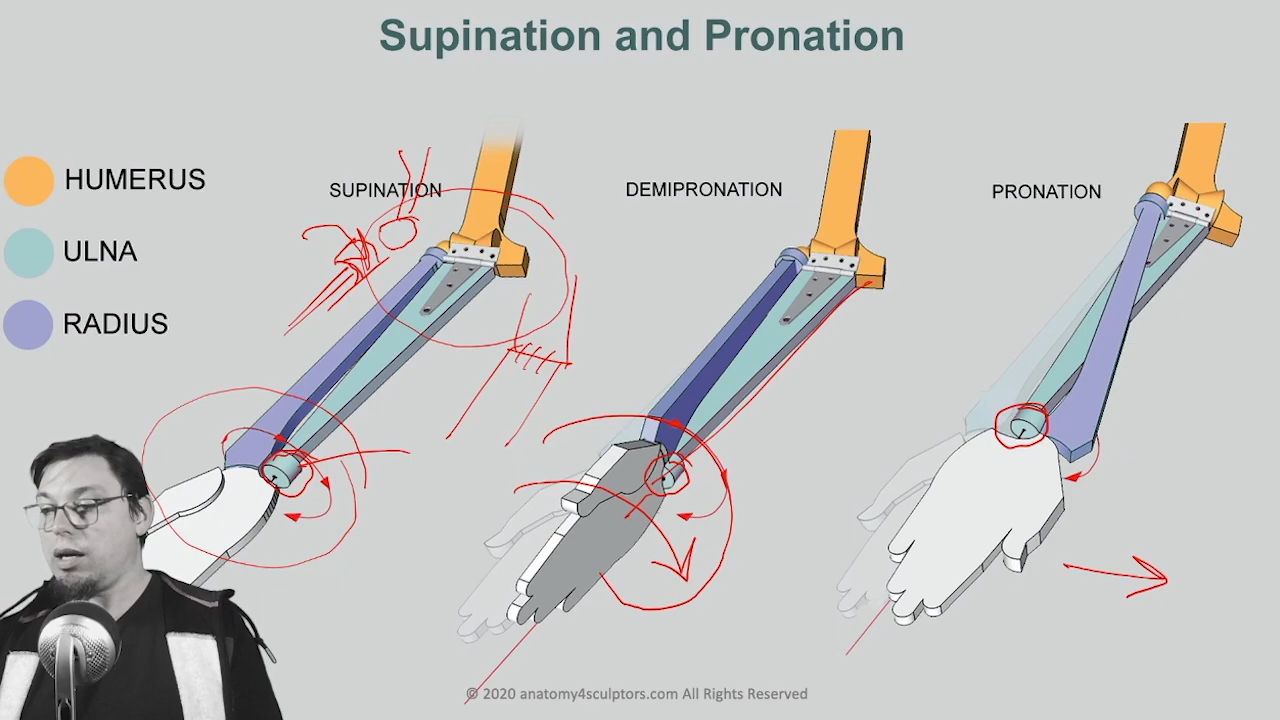 Supination and Pronation
HUMERUS
ULNA
RADIUS
SUPINATION
DEMIPRONATION
PRONATION
© 2020 anatomy4sculptors.com All Rights Reserved